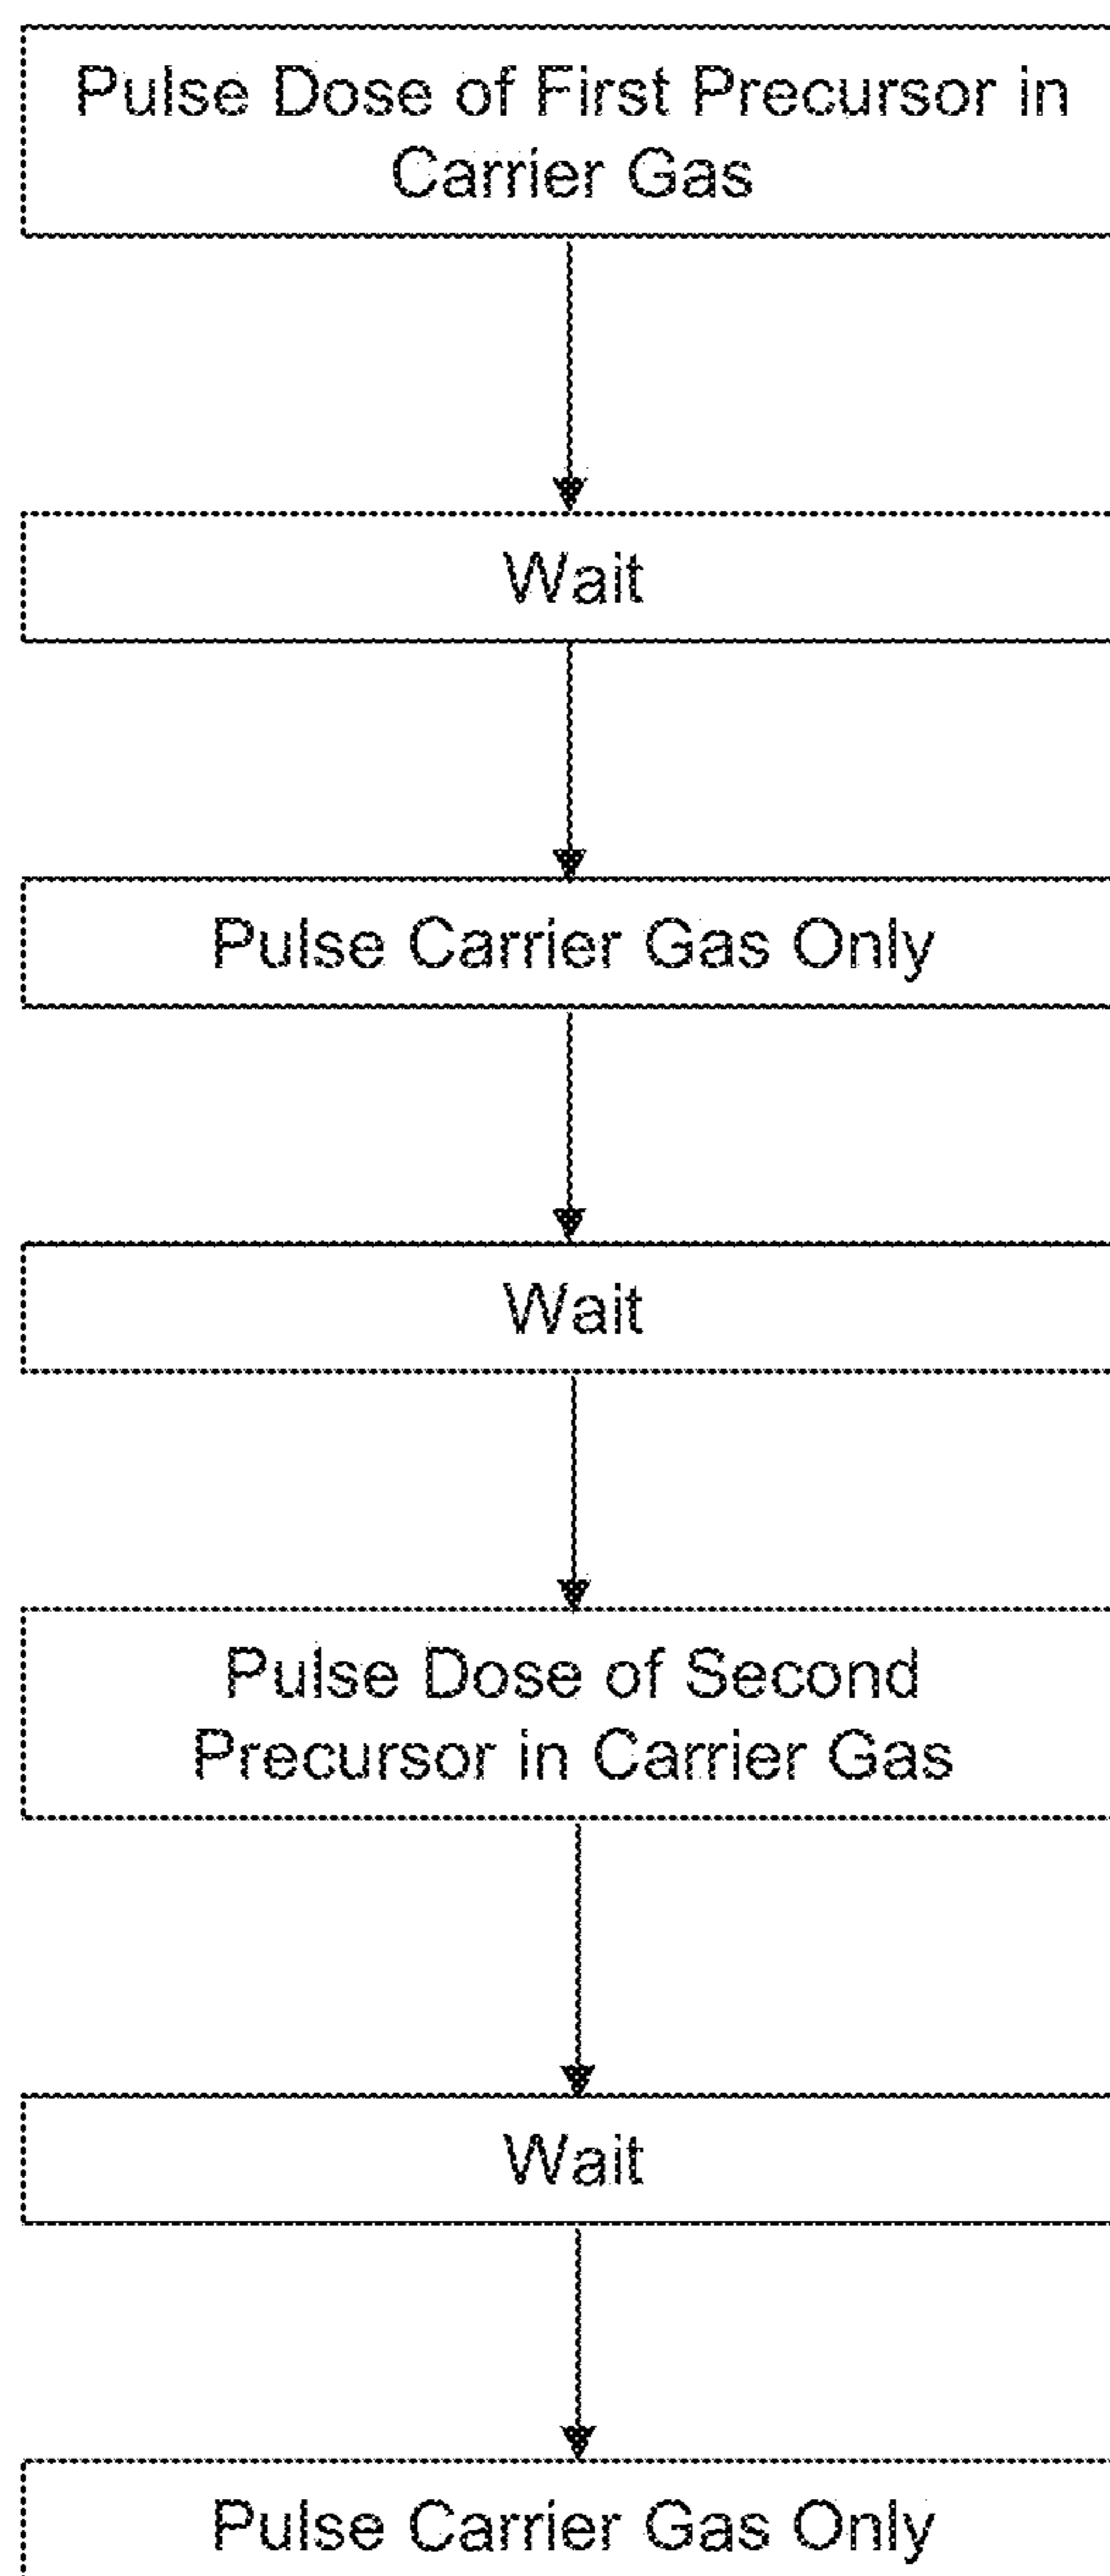 Pulse Dose of First Precursor in
Carrier Gas
Wait
Pulse Carrier Gas Only
Wait
Pulse Dose of Second
Precursor in Carrier Gas
Wait
Pulse Carrier Gas Only